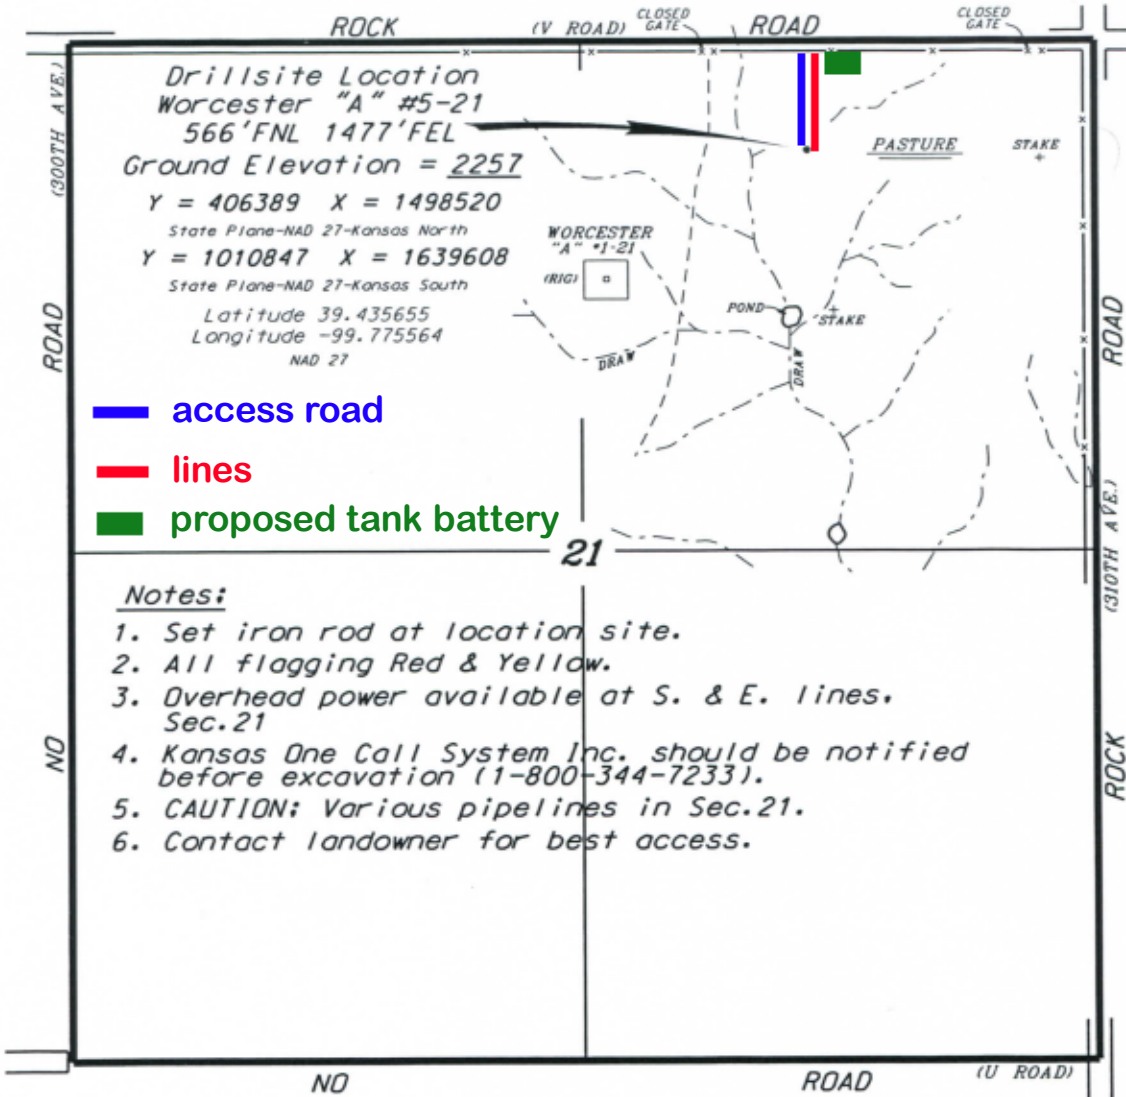 ROCK
(V ROAD)
CLOSED
GATE
ROAD
CLOSED
GATE
(300TH AVE.)
Drillsite Location
Worcester "A" #5-21
566'FNL 1477'FEL
Ground Elevation = 2257
Y = 406389 X = 1498520
State Plane-NAD 27-Kansas North
Y = 1010847 X = 1639608
State Plane-NAD 27-Kansas South
Latitude 39.435655
Longitude -99.775564
NAD 27
PASTURE
STAKE
WORCESTER
"A" #1-21
(RIG)
POND
STAKE
DRAW
DRAW
ROAD
ROAD
access road
lines
proposed tank battery
21
(310TH AVE.)
Notes:
1. Set iron rod at location site.
2. All flagging Red & Yellow.
3. Overhead power available at S. & E. lines.
Sec.21
4. Kansas One Call System Inc. should be notified
before excavation (1-800-344-7233).
5. CAUTION: Various pipelines in Sec.21.
6. Contact landowner for best access.
NO
ROCK
NO
ROAD
(U ROAD)